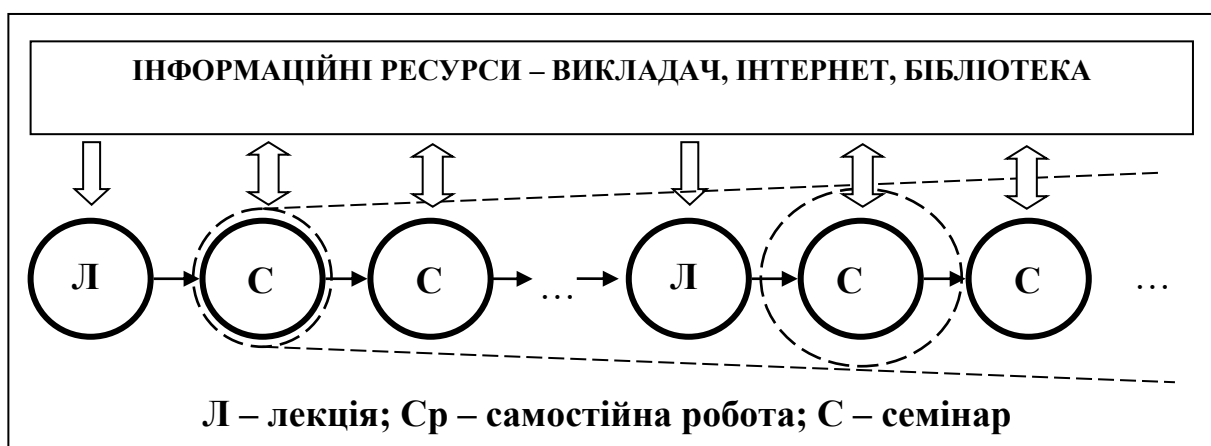 ІНФОРМАЦІЙНІ РЕСУРСИ – ВИКЛАДАЧ, ІНТЕРНЕТ, БІБЛІОТЕКА
Л С С ... Л С С ...
Л – лекція; Ср – самостійна робота; С – семінар